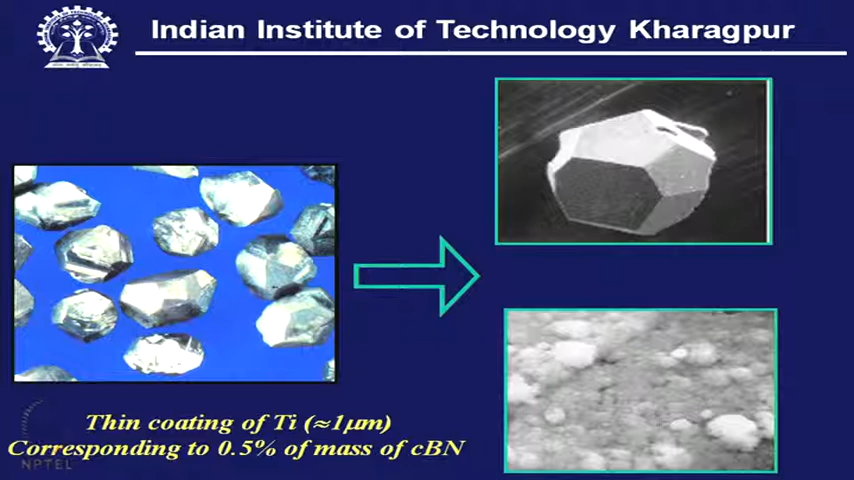 Indian Institute of Technology Kharagpur
Thin coating of Ti (≈1μm)
Corresponding to 0.5% of mass of cBN
NPTEL